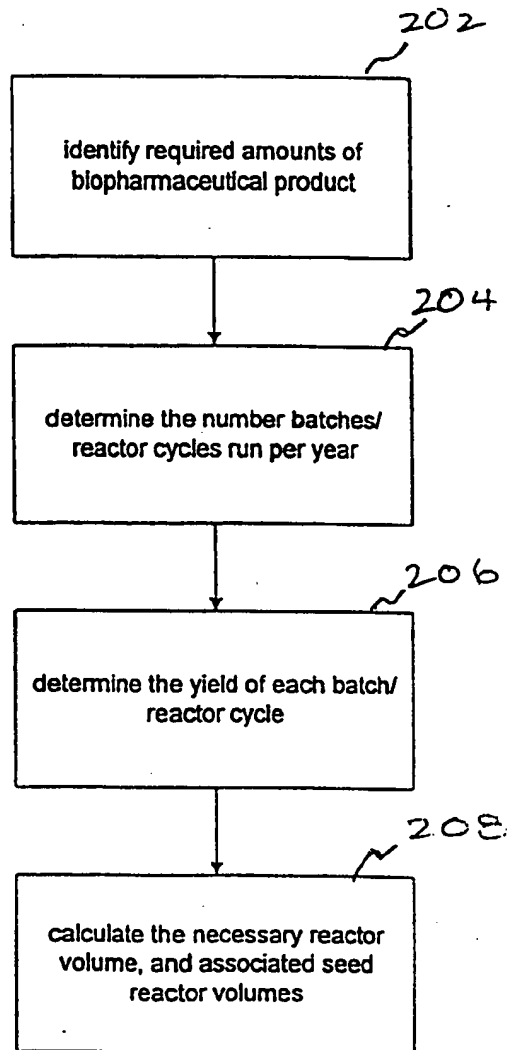 202
identify required amounts of
biopharmaceutical product
204
determine the number batches/
reactor cycles run per year
206
determine the yield of each batch/
reactor cycle
208
calculate the necessary reactor
volume, and associated seed
reactor volumes